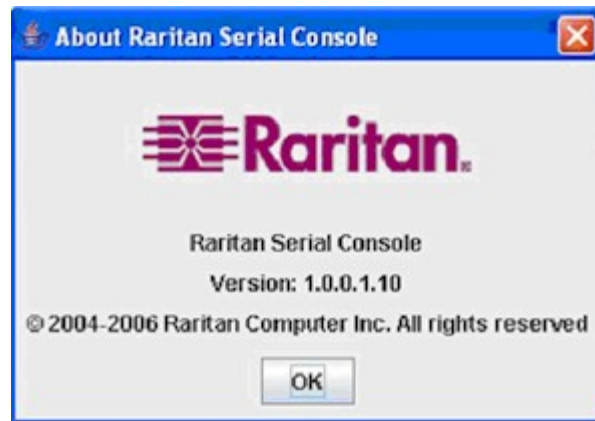 About Raritan Serial Console
Raritan®
Raritan Serial Console
Version: 1.0.0.1.10
© 2004-2006 Raritan Computer Inc. All rights reserved
OK